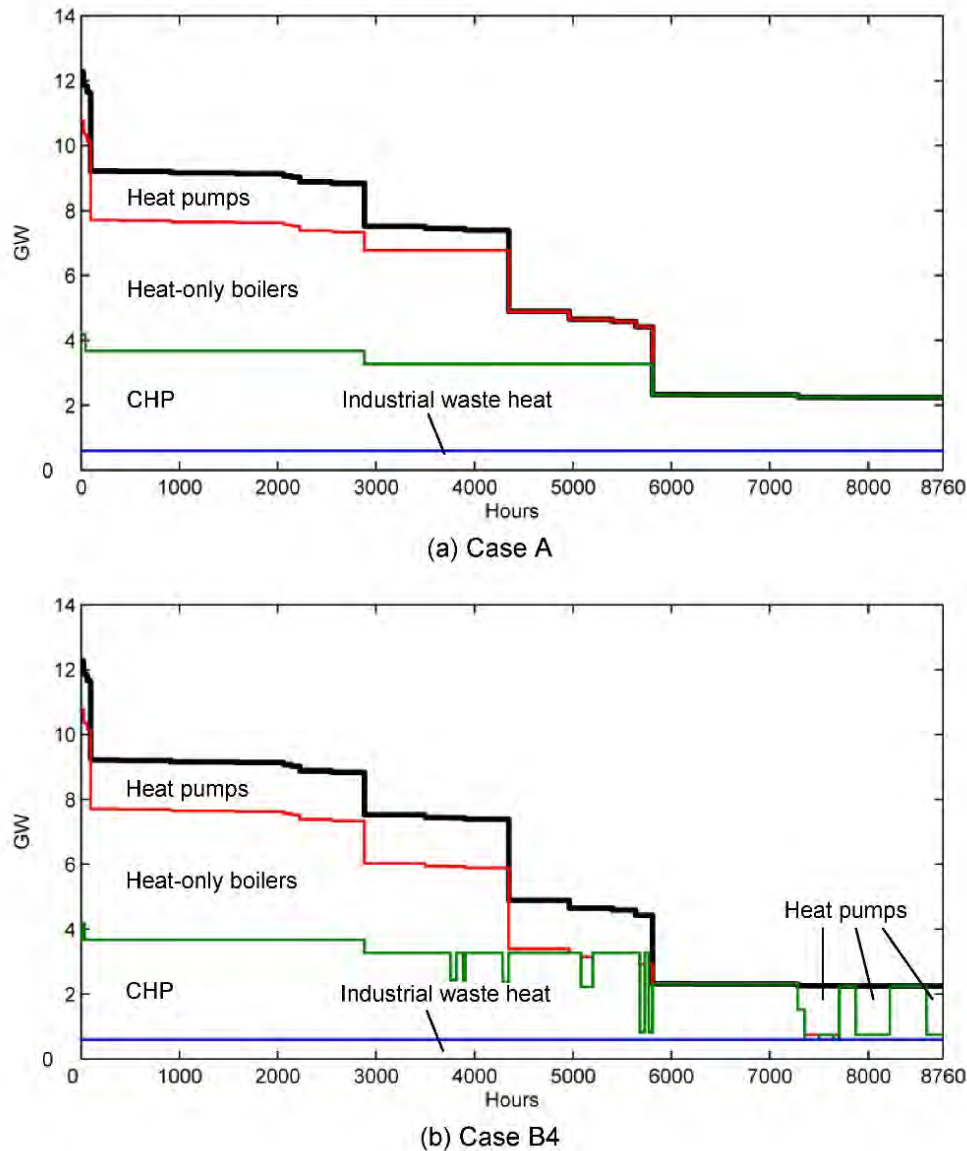 14
12
10
8
6
4
2
0
GW
Heat pumps
Heat-only boilers
CHP
Industrial waste heat
0 1000 2000 3000 4000 5000 6000 7000 8000 8760
Hours
(a) Case A
14
12
10
8
6
4
2
0
GW
Heat pumps
Heat-only boilers
Heat pumps
CHP
Industrial waste heat
0 1000 2000 3000 4000 5000 6000 7000 8000 8760
Hours
(b) Case B4